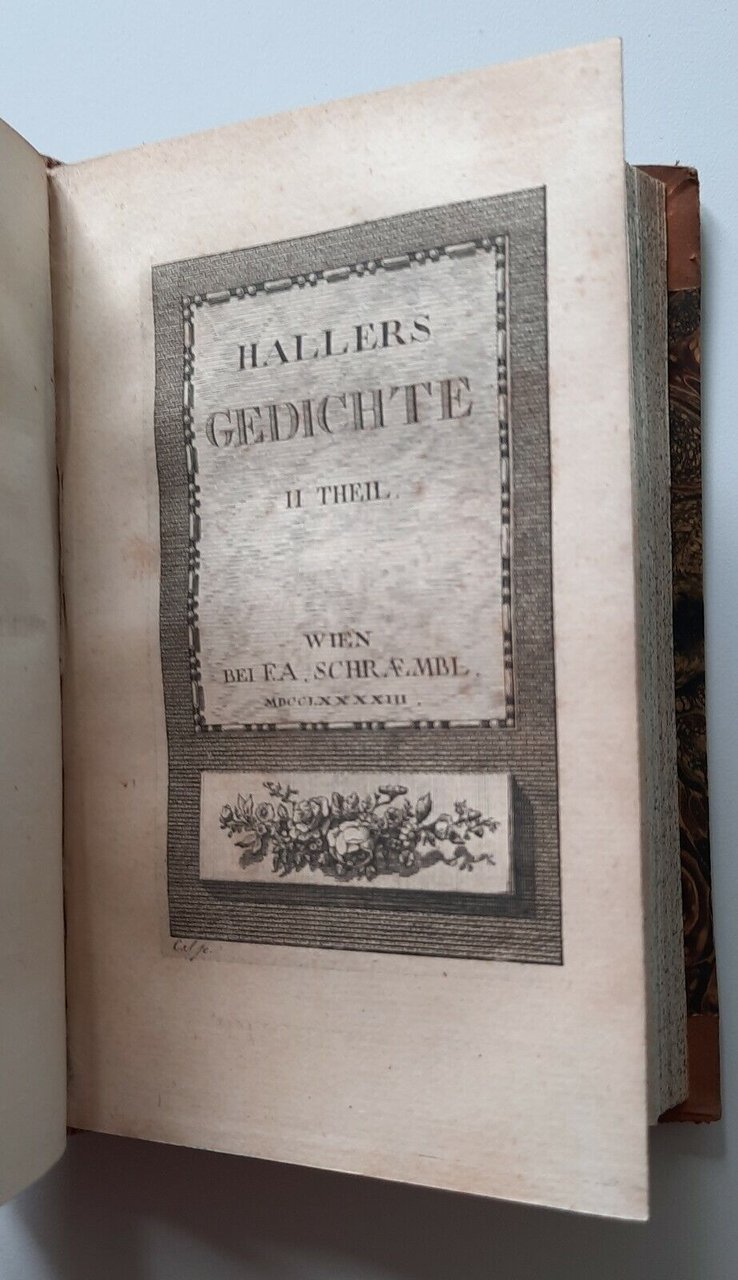 HALLERS
GEDICHTE
II THEIL.
WIEN
BEI F.A. SCHRÆMBL.
MDCCLXXXXIII.